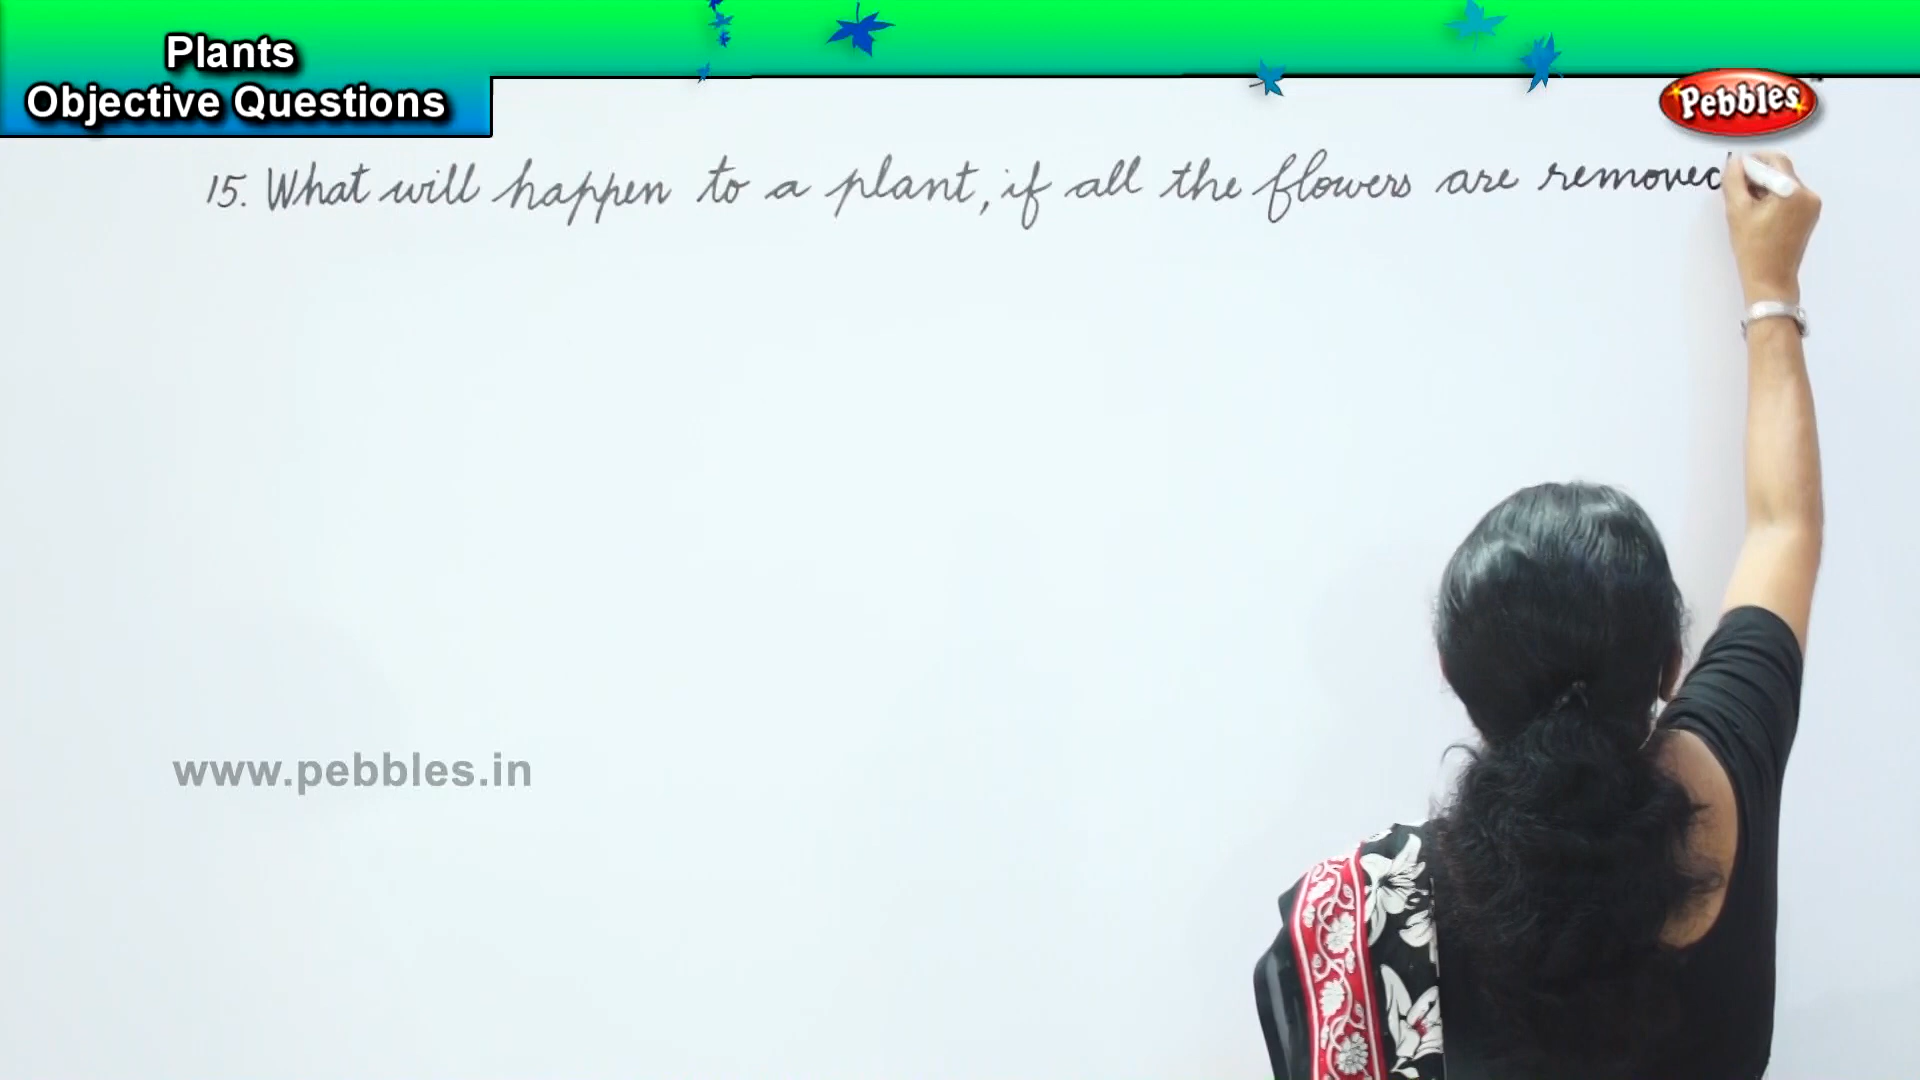 Plants
Objective Questions
Pebbles
15. What will happen to a plant, if all the flowers are removed
www.pebbles.in